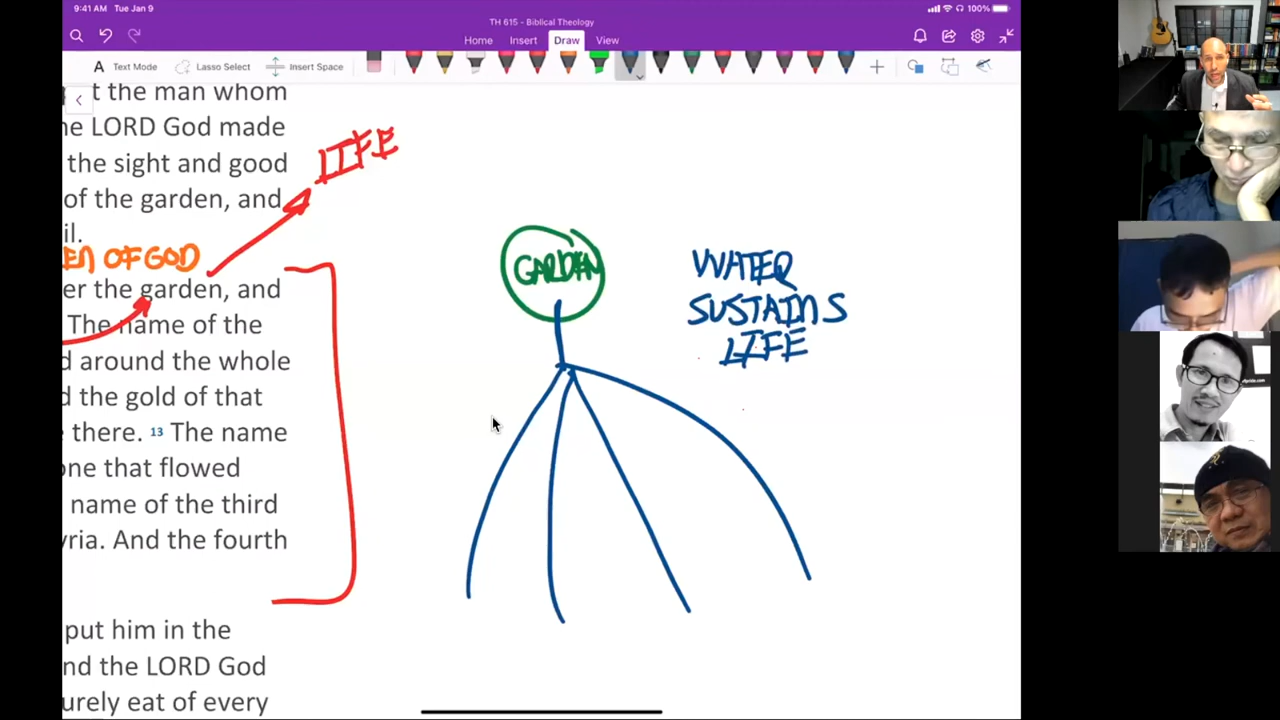 9:41 AM Tue Jan 9
100%
TH 615 - Biblical Theology
Home Insert Draw View
A Text Mode Lasso Select Insert Space
t the man whom
he LORD God made
the sight and good
of the garden, and
il.
EN OF GOD
er the garden, and
The name of the
d around the whole
d the gold of that
there. 13 The name
one that flowed
name of the third
yria. And the fourth
put him in the
nd the LORD God
urely eat of every
LIFE
GARDEN
WATER
SUSTAINS
LIFE